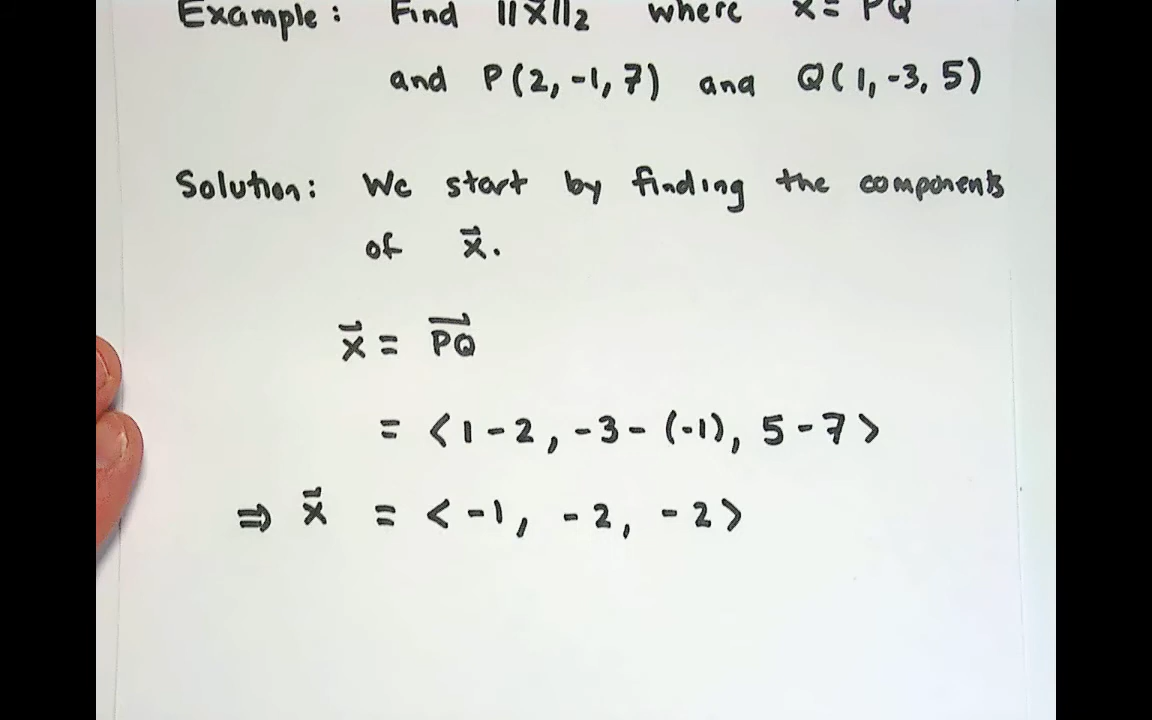 Example: Find ||x⃗||₂ where x⃗ = PQ
and P(2, -1, 7) and Q(1, -3, 5)
Solution: We start by finding the components
of x⃗.
x⃗ = P͞Q⃗
= <1-2, -3-(-1), 5-7>
⇒ x⃗ = <-1, -2, -2>